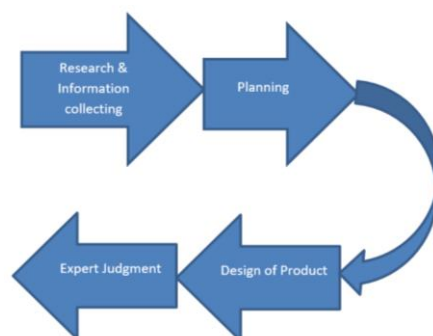 Research &
Information
collecting
Planning
Design of Product
Expert Judgment